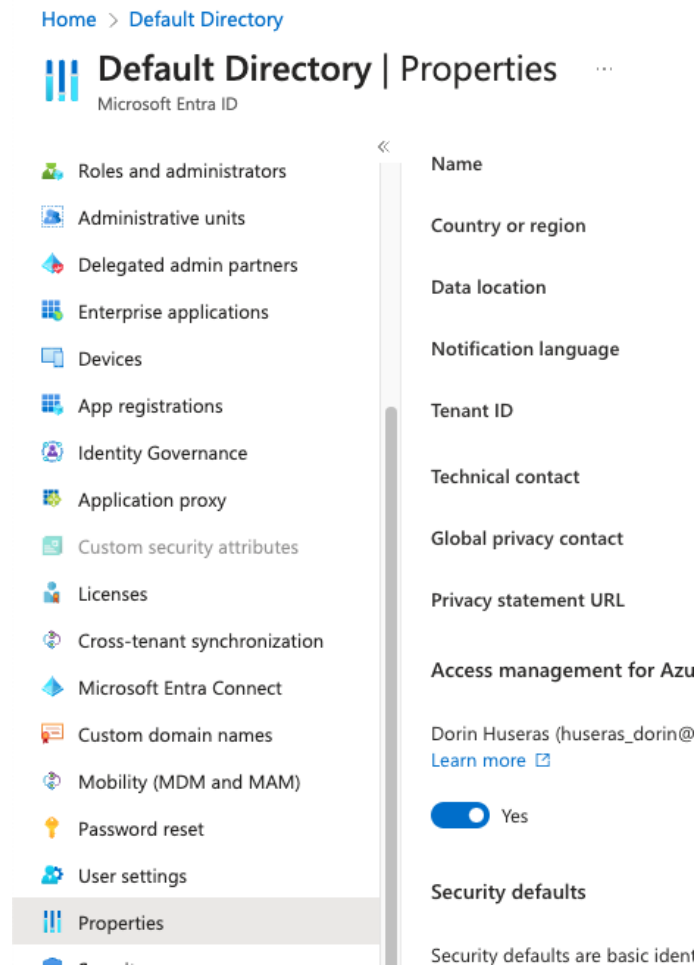 Home > Default Directory
Default Directory | Properties ...
Microsoft Entra ID
«
Roles and administrators
Administrative units
Delegated admin partners
Enterprise applications
Devices
App registrations
Identity Governance
Application proxy
Custom security attributes
Licenses
Cross-tenant synchronization
Microsoft Entra Connect
Custom domain names
Mobility (MDM and MAM)
Password reset
User settings
Properties
Name
Country or region
Data location
Notification language
Tenant ID
Technical contact
Global privacy contact
Privacy statement URL
Access management for Azu
Dorin Huseras (huseras_dorin@
Learn more
Yes
Security defaults
Security defaults are basic ident